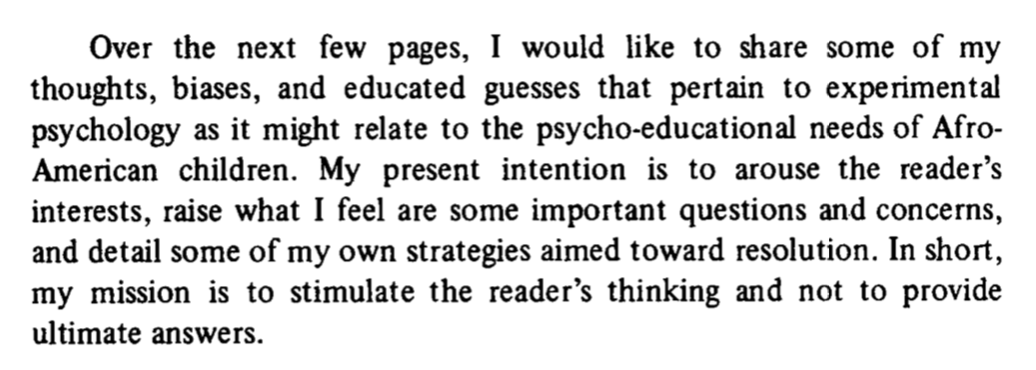 Over the next few pages, I would like to share some of my
thoughts, biases, and educated guesses that pertain to experimental
psychology as it might relate to the psycho-educational needs of Afro-
American children. My present intention is to arouse the reader's
interests, raise what I feel are some important questions and concerns,
and detail some of my own strategies aimed toward resolution. In short,
my mission is to stimulate the reader's thinking and not to provide
ultimate answers.